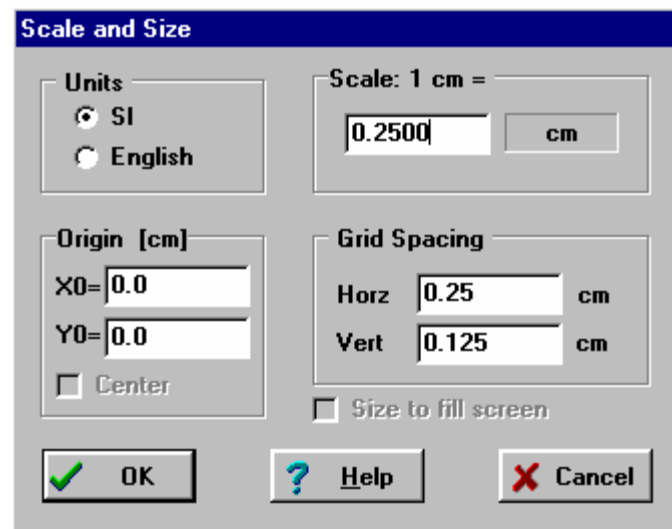 Scale and Size
Units
SI
English
Scale: 1 cm =
0.2500
cm
Origin [cm]
X0= 0.0
Y0= 0.0
Center
Grid Spacing
Horz 0.25 cm
Vert 0.125 cm
Size to fill screen
OK
? Help
Cancel